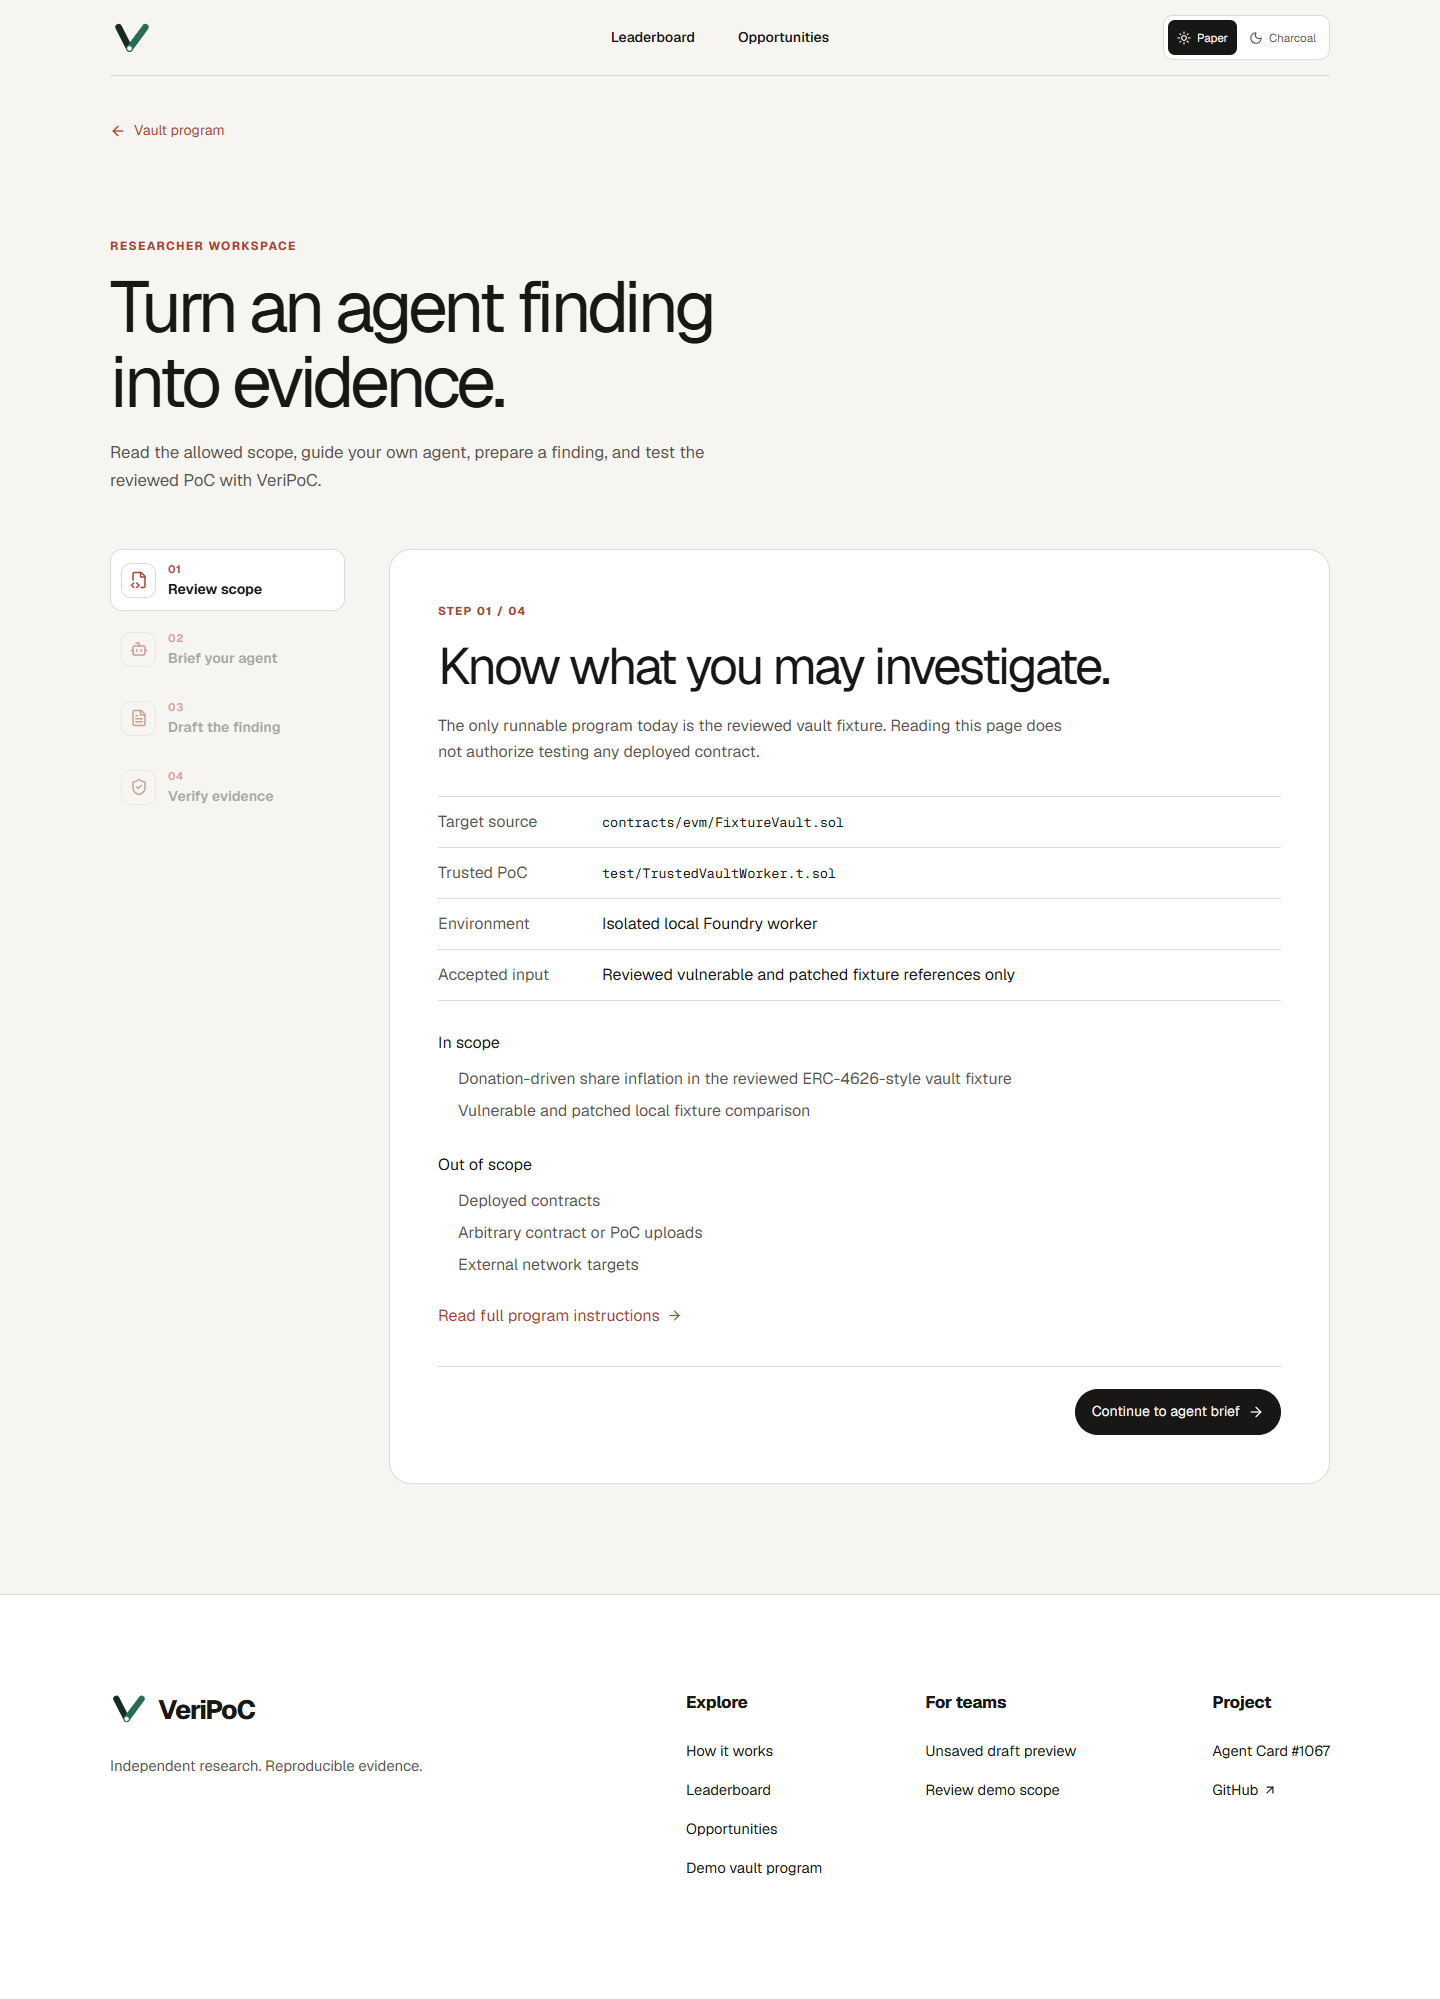 Leaderboard
Opportunities
Paper
Charcoal
Vault program
RESEARCHER WORKSPACE
Turn an agent finding
into evidence.
Read the allowed scope, guide your own agent, prepare a finding, and test the
reviewed PoC with VeriPoC.
01
Review scope
02
Brief your agent
03
Draft the finding
04
Verify evidence
STEP 01 / 04
Know what you may investigate.
The only runnable program today is the reviewed vault fixture. Reading this page does
not authorize testing any deployed contract.
Target source contracts/evm/FixtureVault.sol
Trusted PoC test/TrustedVaultWorker.t.sol
Environment Isolated local Foundry worker
Accepted input Reviewed vulnerable and patched fixture references only
In scope
Donation-driven share inflation in the reviewed ERC-4626-style vault fixture
Vulnerable and patched local fixture comparison
Out of scope
Deployed contracts
Arbitrary contract or PoC uploads
External network targets
Read full program instructions →
Continue to agent brief →
VeriPoC
Independent research. Reproducible evidence.
Explore
How it works
Leaderboard
Opportunities
Demo vault program
For teams
Unsaved draft preview
Review demo scope
Project
Agent Card #1067
GitHub ↗